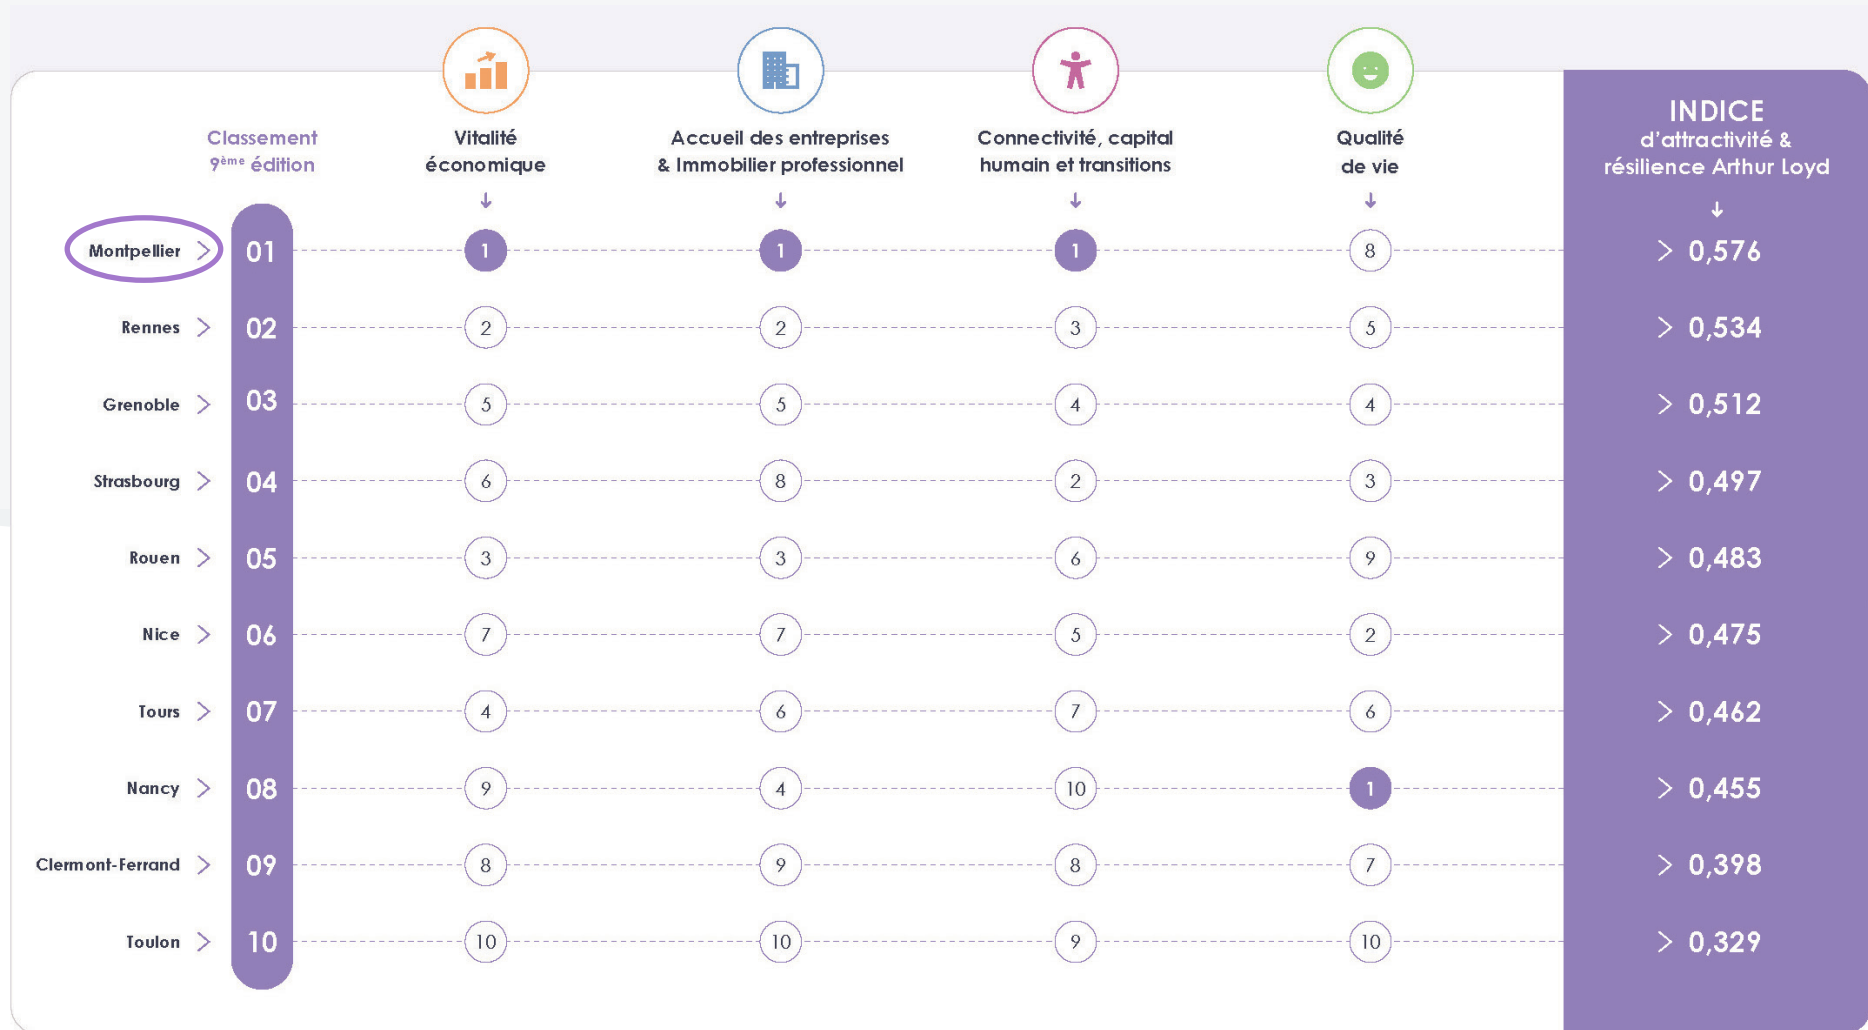 Classement
9ème édition
Vitalité
économique
Accueil des entreprises
& Immobilier professionnel
Connectivité, capital
humain et transitions
Qualité
de vie
INDICE
d'attractivité &
résilience Arthur Loyd
Montpellier > 01 1 1 1 8 > 0,576
Rennes > 02 2 2 3 5 > 0,534
Grenoble > 03 5 5 4 4 > 0,512
Strasbourg > 04 6 8 2 3 > 0,497
Rouen > 05 3 3 6 9 > 0,483
Nice > 06 7 7 5 2 > 0,475
Tours > 07 4 6 7 6 > 0,462
Nancy > 08 9 4 10 1 > 0,455
Clermont-Ferrand > 09 8 9 8 7 > 0,398
Toulon > 10 10 10 9 10 > 0,329